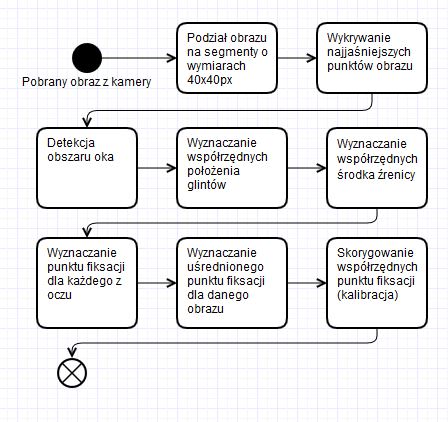 Pobrany obraz z kamery
Podział obrazu
na segmenty o
wymiarach
40x40px
Wykrywanie
najjaśniejszych
punktów obrazu
Detekcja
obszaru oka
Wyznaczanie
współrzędnych
położenia
glintów
Wyznaczanie
współrzędnych
środka źrenicy
Wyznaczanie
punktu fiksacji
dla każdego z
oczu
Wyznaczanie
uśrednionego
punktu fiksacji
dla danego
obrazu
Skorygowanie
współrzędnych
punktu fiksacji
(kalibracja)